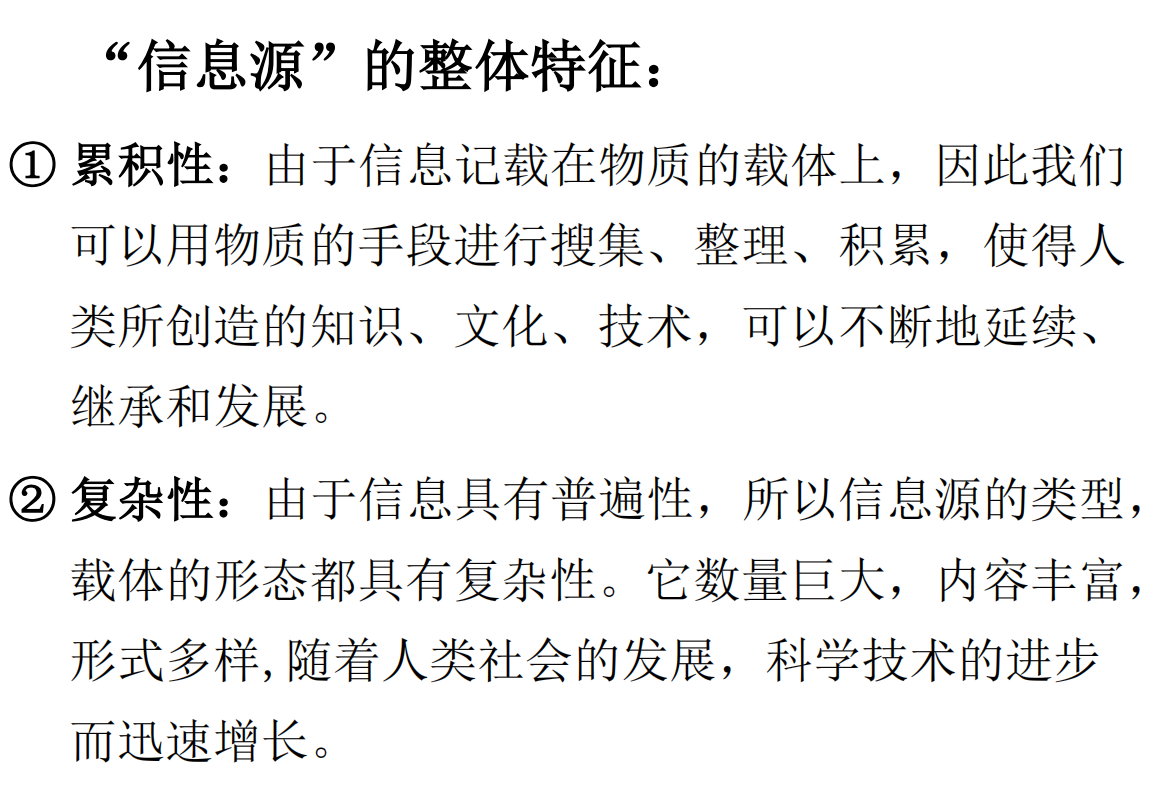 “信息源”的整体特征：
① 累积性：由于信息记载在物质的载体上，因此我们
可以用物质的手段进行搜集、整理、积累，使得人
类所创造的知识、文化、技术，可以不断地延续、
继承和发展。
② 复杂性：由于信息具有普遍性，所以信息源的类型，
载体的形态都具有复杂性。它数量巨大，内容丰富，
形式多样,随着人类社会的发展，科学技术的进步
而迅速增长。